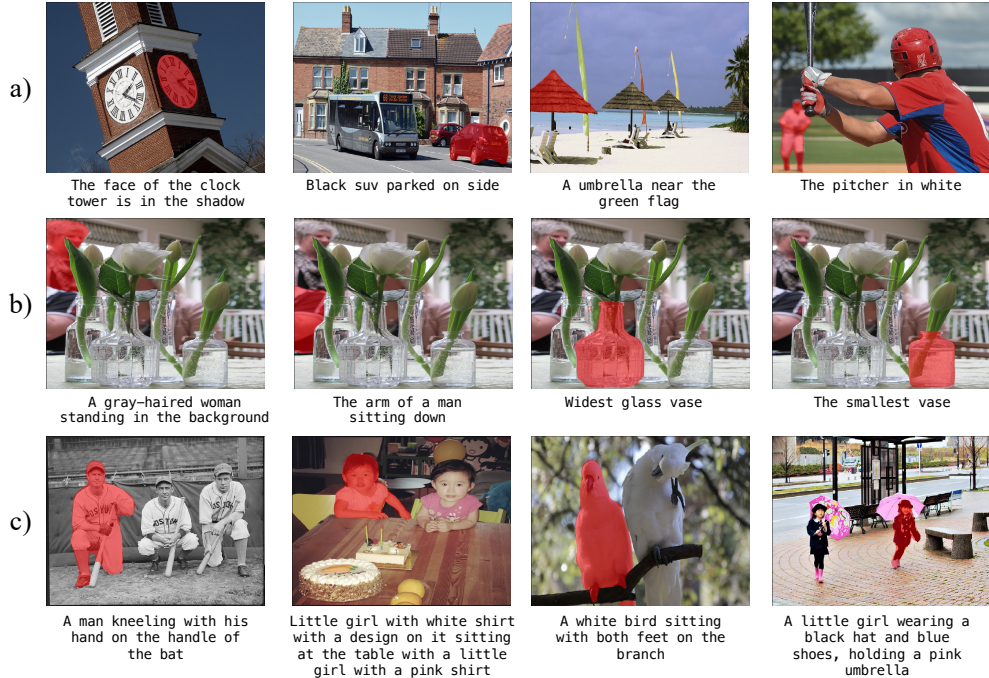 a)
The face of the clock
tower is in the shadow
Black suv parked on side
A umbrella near the
green flag
The pitcher in white
b)
A gray-haired woman
standing in the background
The arm of a man
sitting down
Widest glass vase
The smallest vase
c)
A man kneeling with his
hand on the handle of
the bat
Little girl with white shirt
with a design on it sitting
at the table with a little
girl with a pink shirt
A white bird sitting
with both feet on the
branch
A little girl wearing a
black hat and blue
shoes, holding a pink
umbrella